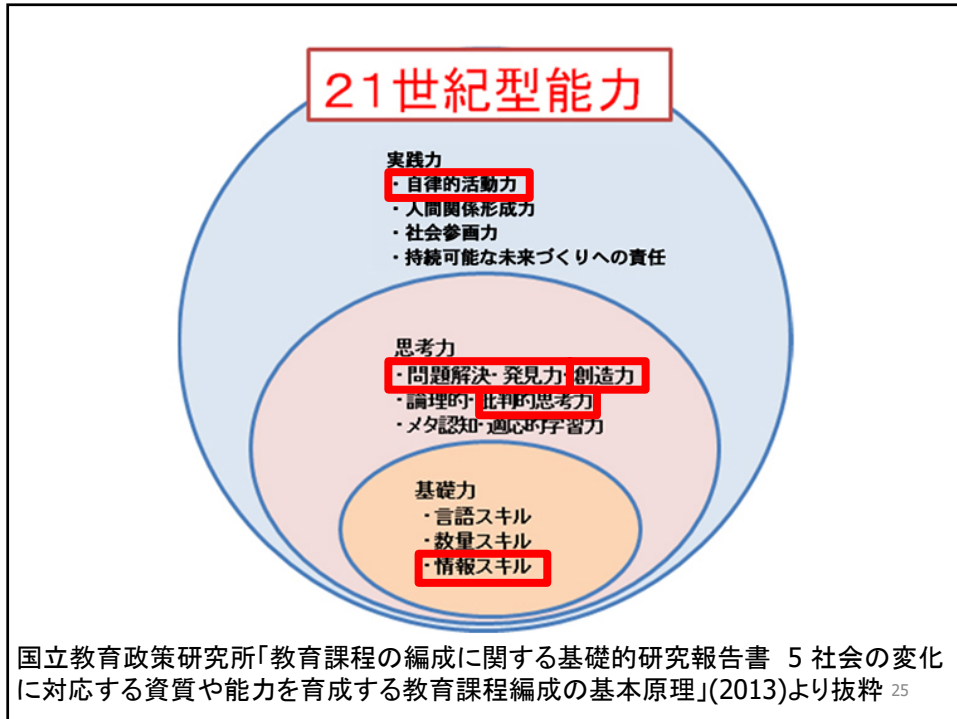 21世紀型能力
実践力
・自律的活動力
・人間関係形成力
・社会参画力
・持続可能な未来づくりへの責任
思考力
・問題解決・発見力・創造力
・論理的・批判的思考力
・メタ認知・適応的学習力
基礎力
・言語スキル
・数量スキル
・情報スキル
国立教育政策研究所「教育課程の編成に関する基礎的研究報告書 5 社会の変化
に対応する資質や能力を育成する教育課程編成の基本原理」(2013)より抜粋 25